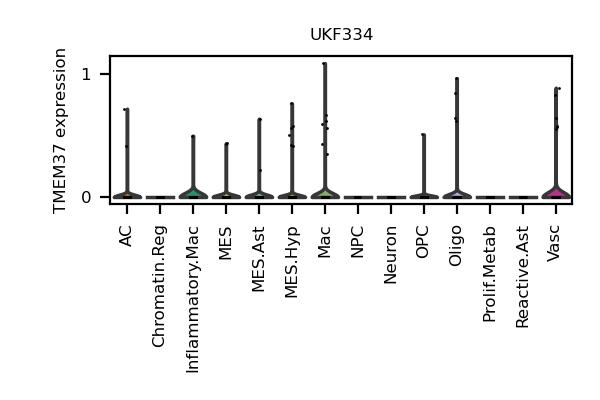 UKF334
TMEM37 expression
1
0
AC
Chromatin.Reg
Inflammatory.Mac
MES
MES.Ast
MES.Hyp
Mac
NPC
Neuron
OPC
Oligo
Prolif.Metab
Reactive.Ast
Vasc